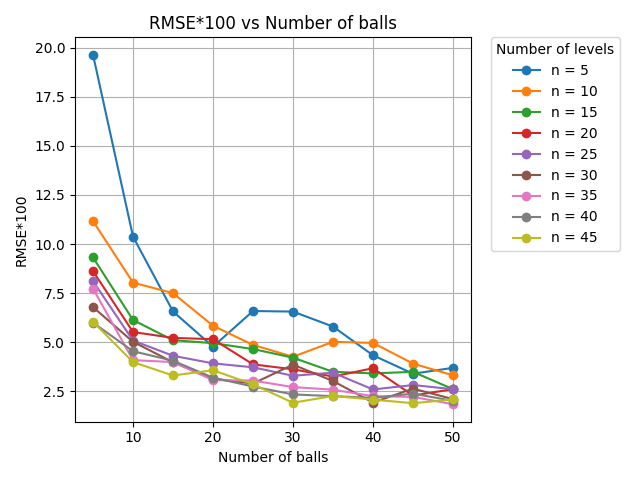 RMSE*100 vs Number of balls
RMSE*100
20.0
17.5
15.0
12.5
10.0
7.5
5.0
2.5
10 20 30 40 50
Number of balls
Number of levels
n = 5
n = 10
n = 15
n = 20
n = 25
n = 30
n = 35
n = 40
n = 45